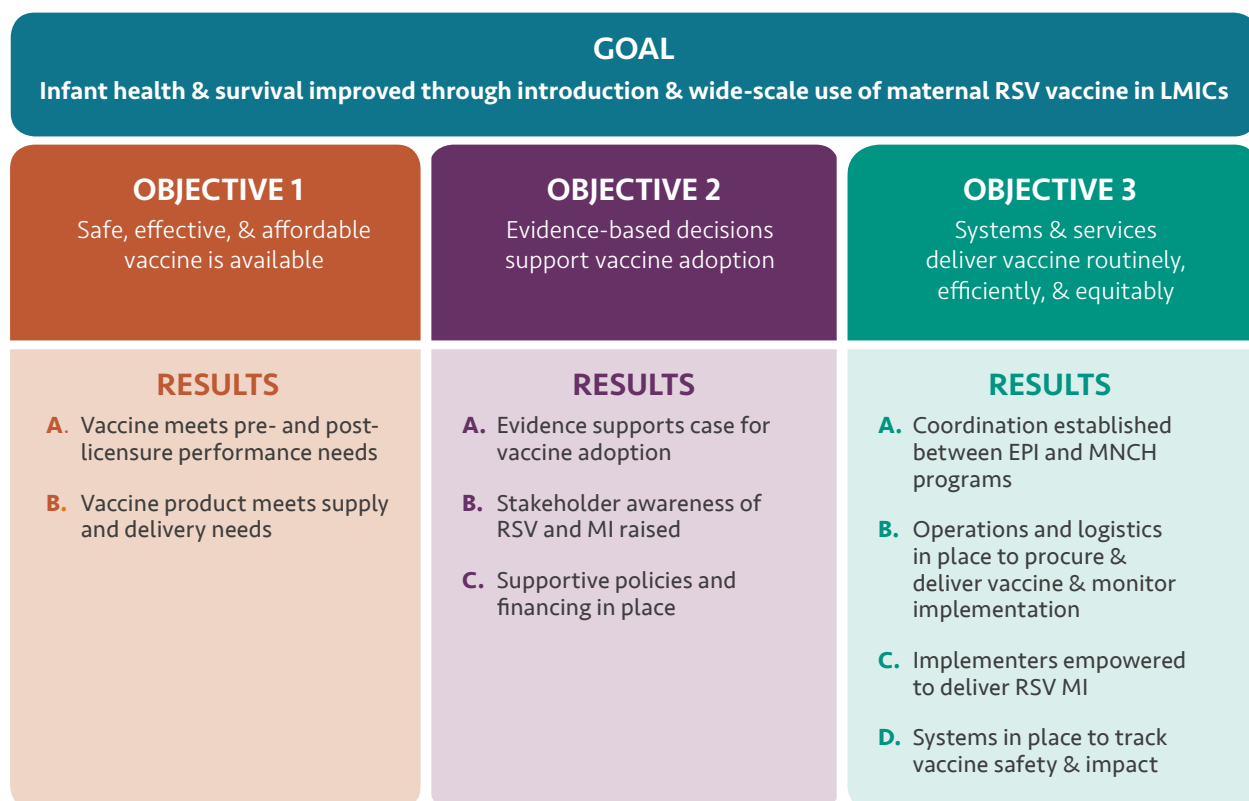 GOAL
Infant health & survival improved through introduction & wide-scale use of maternal RSV vaccine in LMICs
OBJECTIVE 1
Safe, effective, & affordable
vaccine is available
RESULTS
A. Vaccine meets pre- and post-
licensure performance needs
B. Vaccine product meets supply
and delivery needs
OBJECTIVE 2
Evidence-based decisions
support vaccine adoption
RESULTS
A. Evidence supports case for
vaccine adoption
B. Stakeholder awareness of
RSV and MI raised
C. Supportive policies and
financing in place
OBJECTIVE 3
Systems & services
deliver vaccine routinely,
efficiently, & equitably
RESULTS
A. Coordination established
between EPI and MNCH
programs
B. Operations and logistics
in place to procure &
deliver vaccine & monitor
implementation
C. Implementers empowered
to deliver RSV MI
D. Systems in place to track
vaccine safety & impact